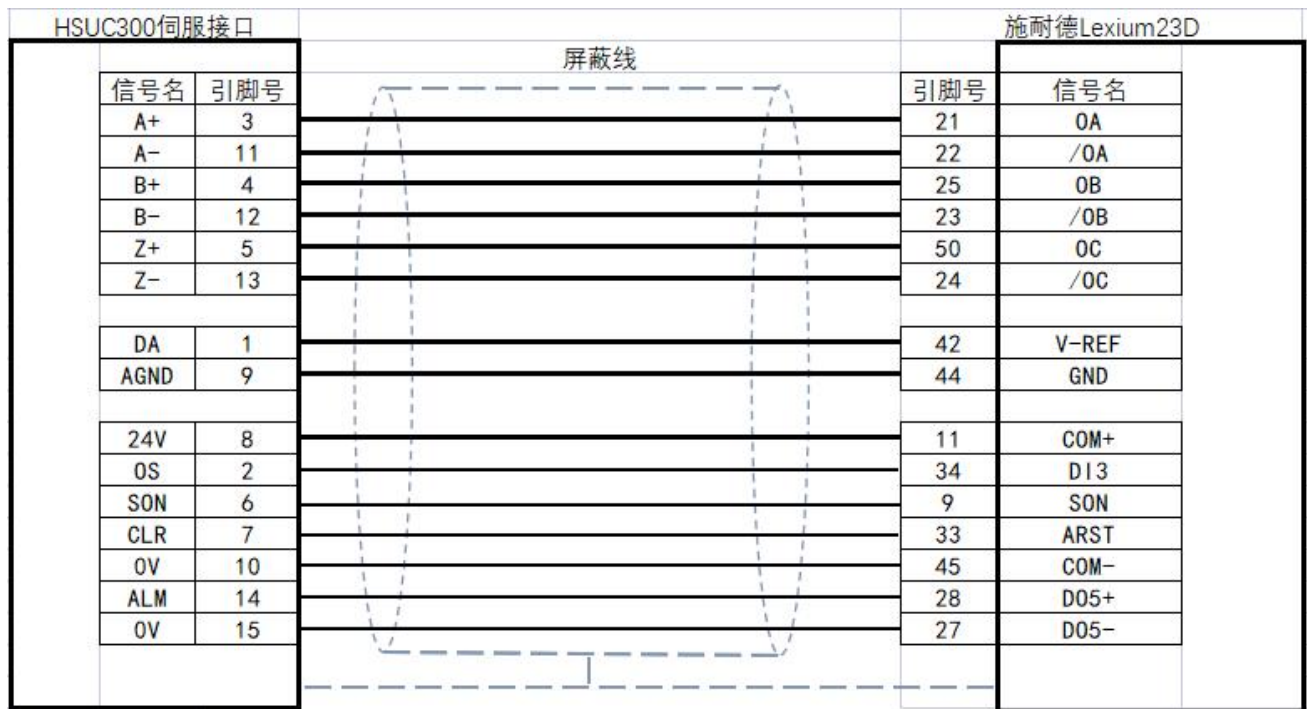 HSUC300伺服接口 施耐德Lexium23D
屏蔽线
信号名 引脚号 引脚号 信号名
A+ 3 21 OA
A- 11 22 /OA
B+ 4 25 OB
B- 12 23 /OB
Z+ 5 50 OC
Z- 13 24 /OC
DA 1 42 V-REF
AGND 9 44 GND
24V 8 11 COM+
OS 2 34 DI3
SON 6 9 SON
CLR 7 33 ARST
0V 10 45 COM-
ALM 14 28 DO5+
0V 15 27 DO5-